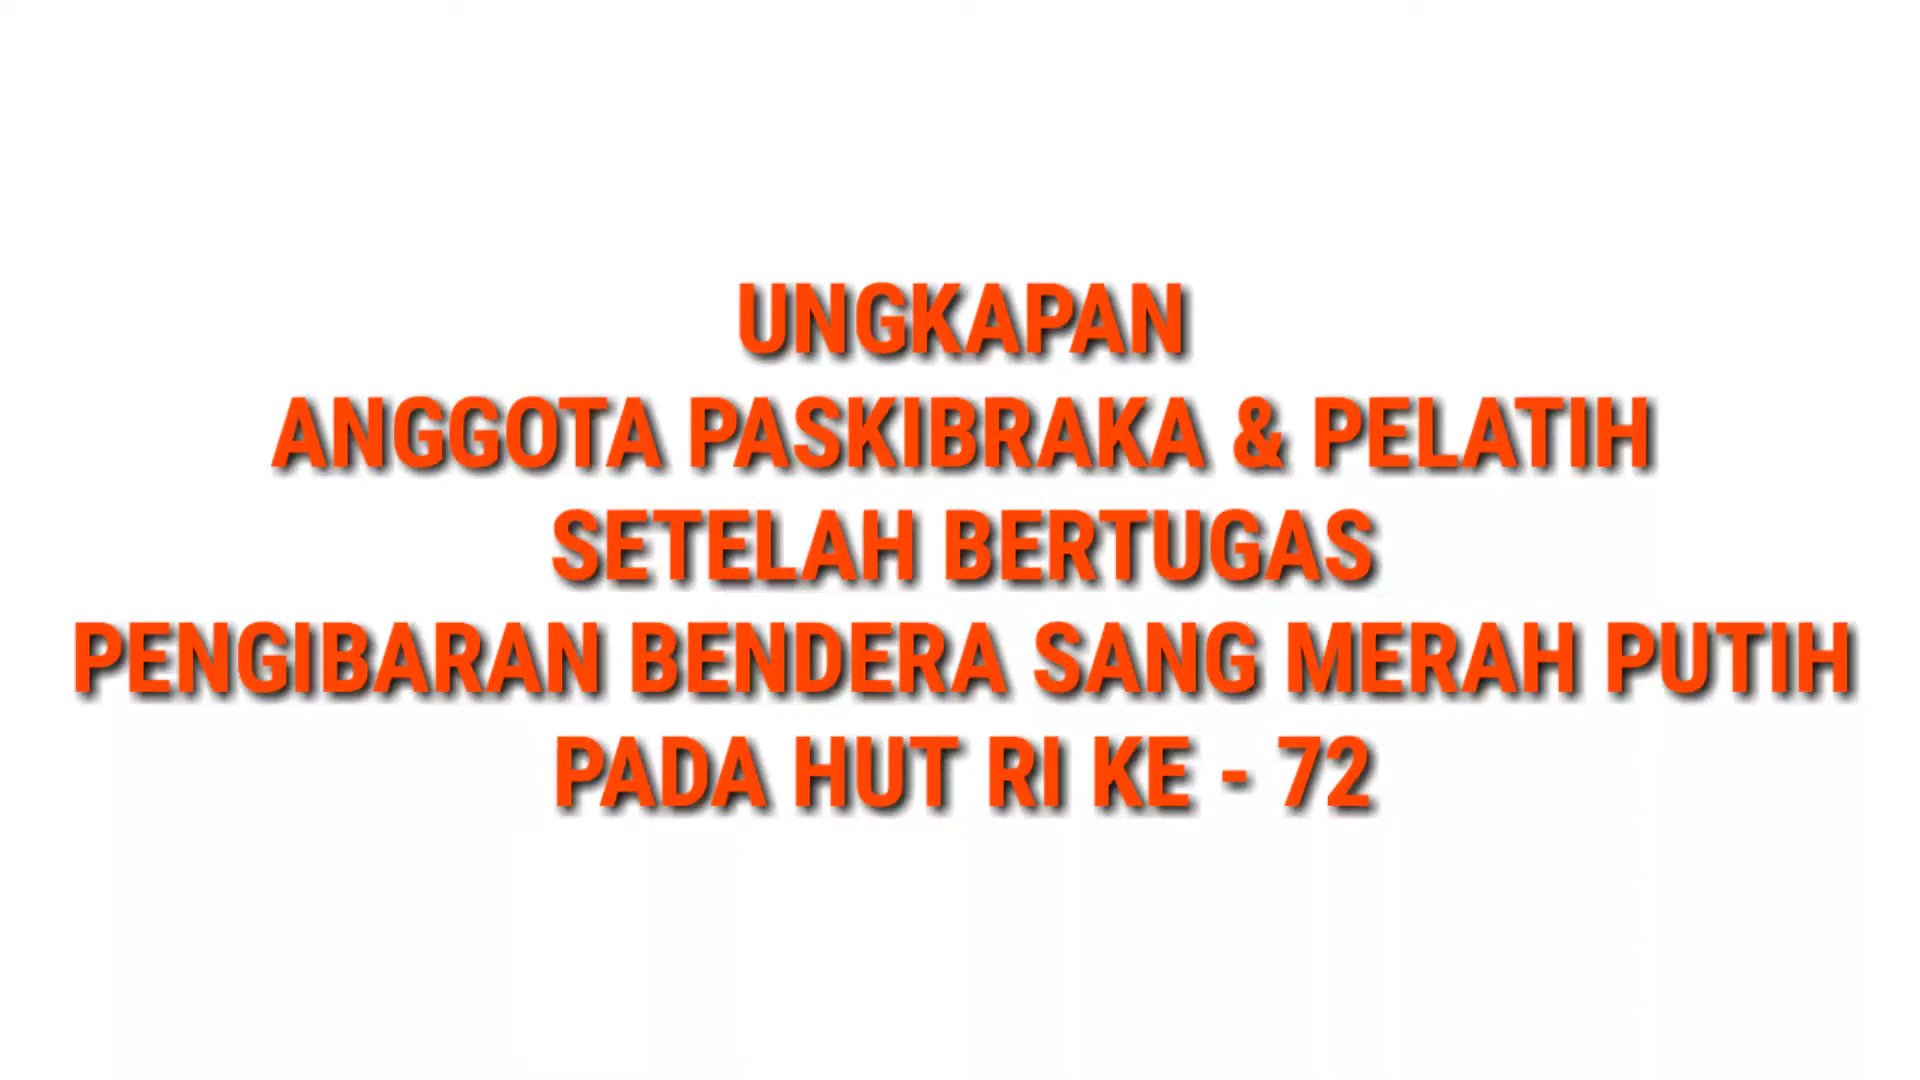 UNGKAPAN
ANGGOTA PASKIBRAKA & PELATIH
SETELAH BERTUGAS
PENGIBARAN BENDERA SANG MERAH PUTIH
PADA HUT RI KE - 72